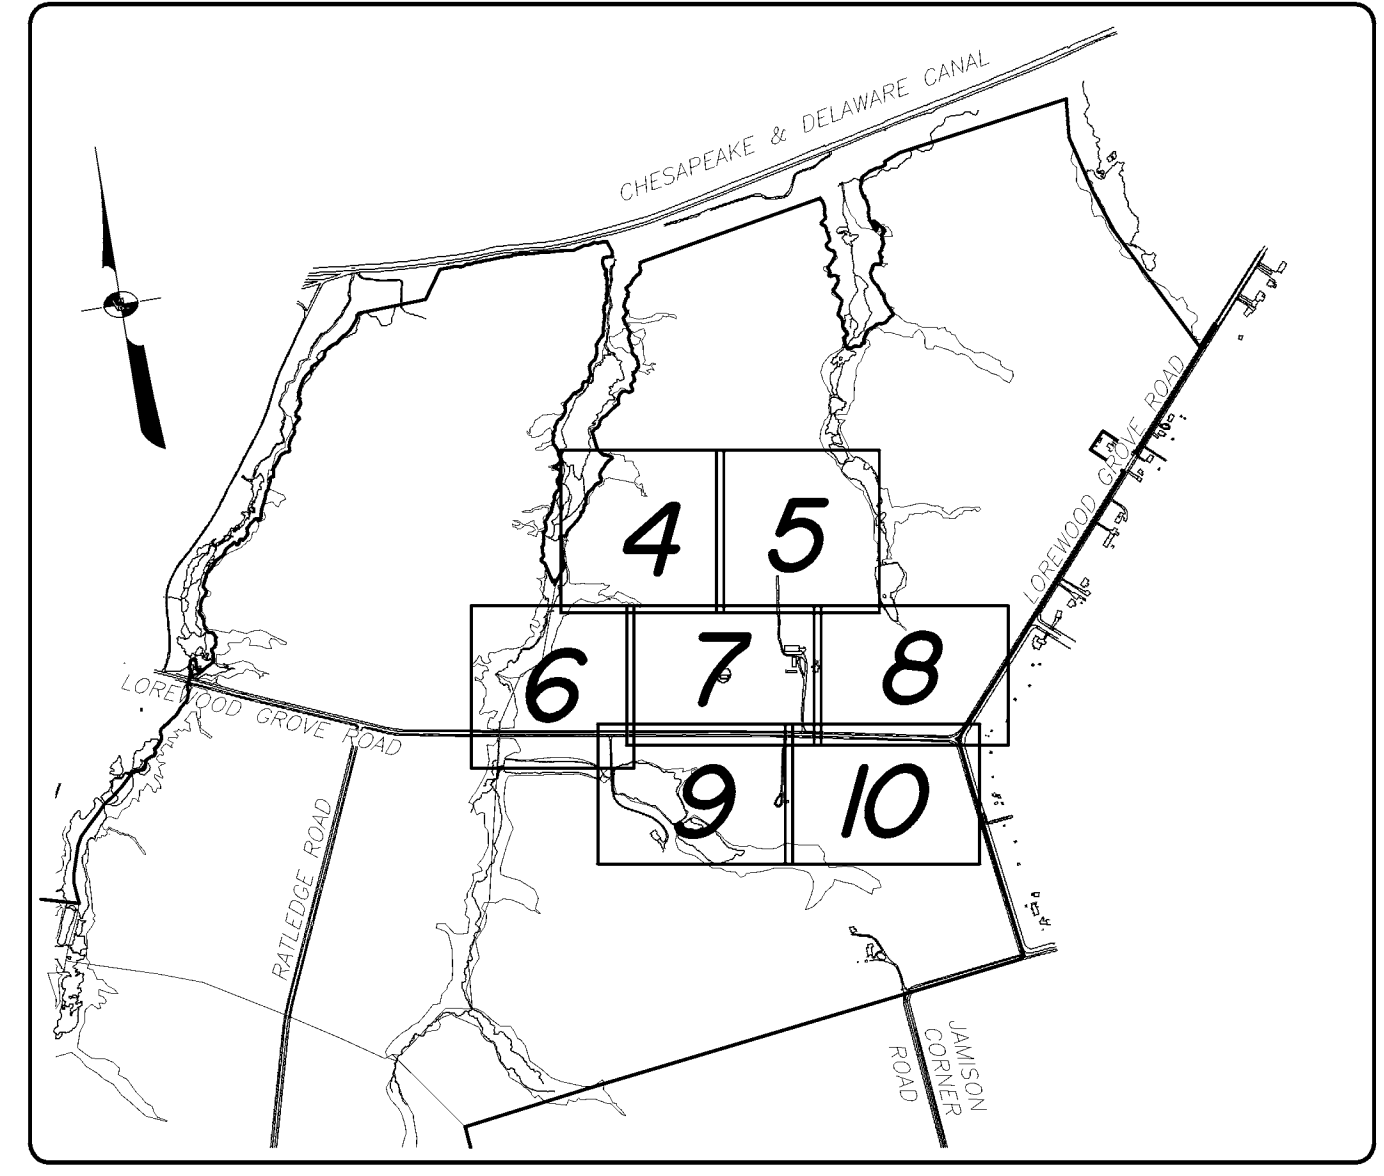 CHESAPEAKE & DELAWARE CANAL
LOREWOOD GROVE ROAD
4
5
6
7
8
LOREWOOD GROVE ROAD
9
10
RATLEDGE ROAD
JAMISON
CORNER
ROAD